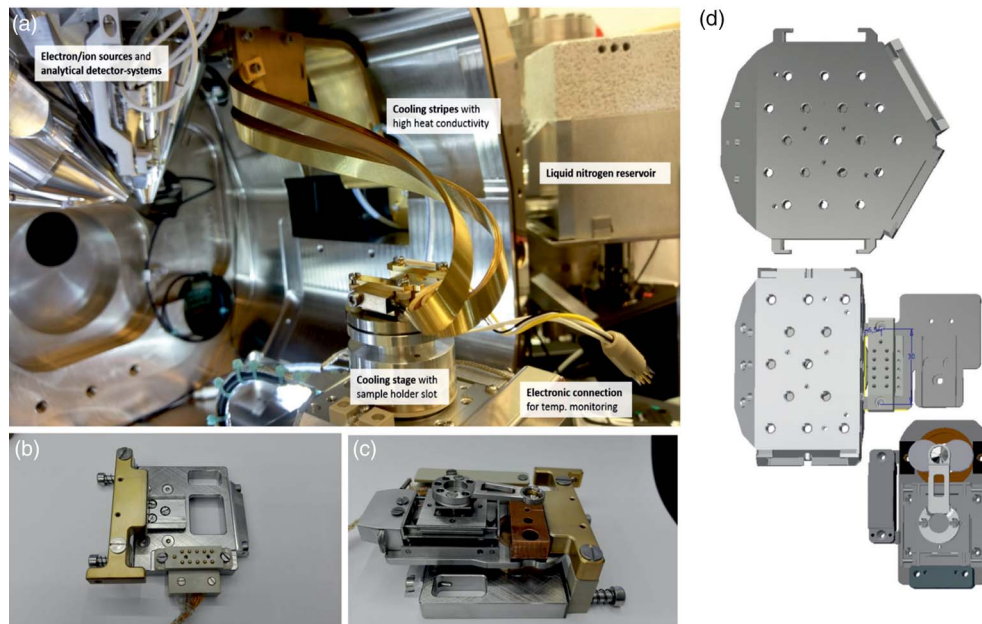 (a)
Electron/ion sources and
analytical detector-systems
Cooling stripes with
high heat conductivity
Liquid nitrogen reservoir
Cooling stage with
sample holder slot
Electronic connection
for temp. monitoring
(b)
(c)
(d)